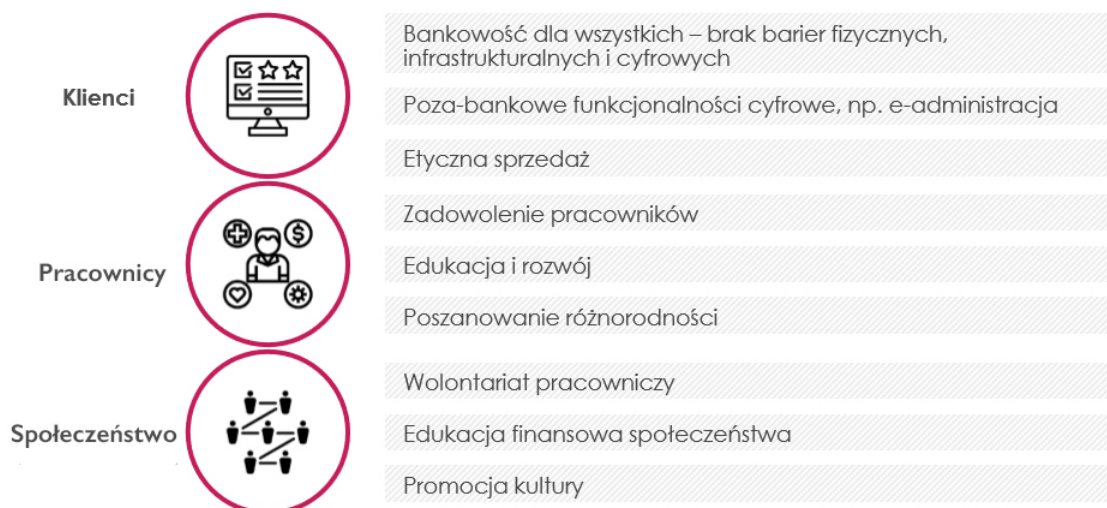 Klienci
Bankowość dla wszystkich – brak barier fizycznych,
infrastrukturalnych i cyfrowych
Poza-bankowe funkcjonalności cyfrowe, np. e-administracja
Etyczna sprzedaż
Pracownicy
Zadowolenie pracowników
Edukacja i rozwój
Poszanowanie różnorodności
Społeczeństwo
Wolontariat pracowniczy
Edukacja finansowa społeczeństwa
Promocja kultury